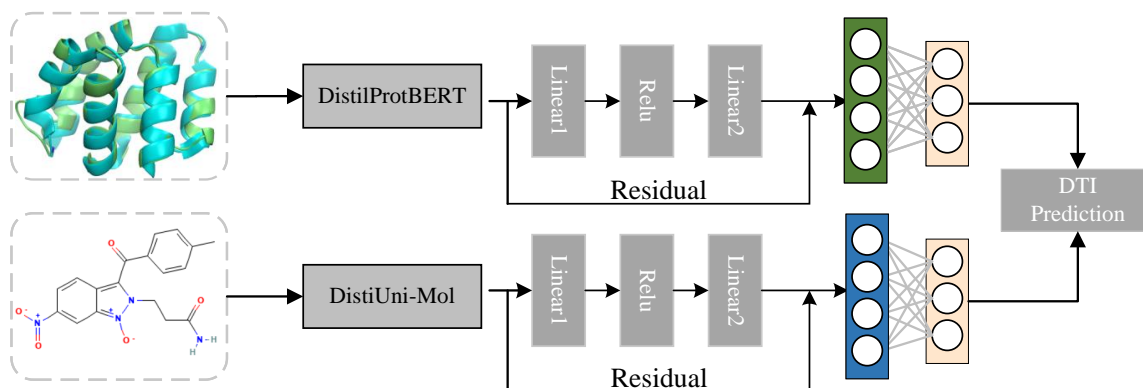 DistilProtBERT
Linear1
Relu
Linear2
Residual
DTI
Prediction
DistiUni-Mol
Linear1
Relu
Linear2
Residual
O
O
N
N
O
N
O
-
+
O
-
+
N
H
H